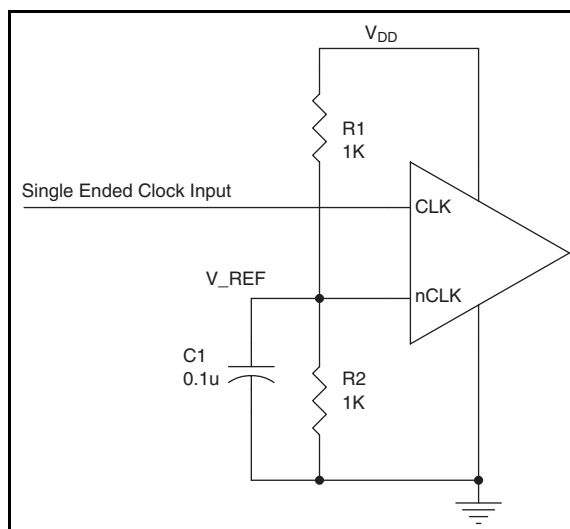 V_DD
R1
1K
Single Ended Clock Input
CLK
V_REF
nCLK
C1
0.1u
R2
1K